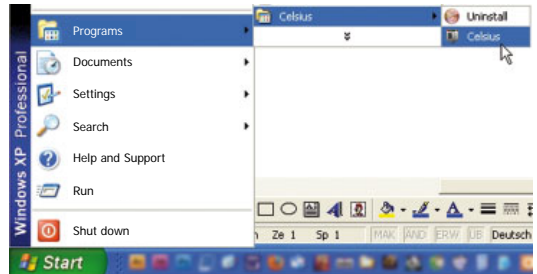 Windows XP Professional
Programs
Documents
Settings
Search
Help and Support
Run
Shut down
Celsius
Uninstall
Celsius
Ze 1 Sp 1 MAK ÄND ERW ÜB Deutsch
Start